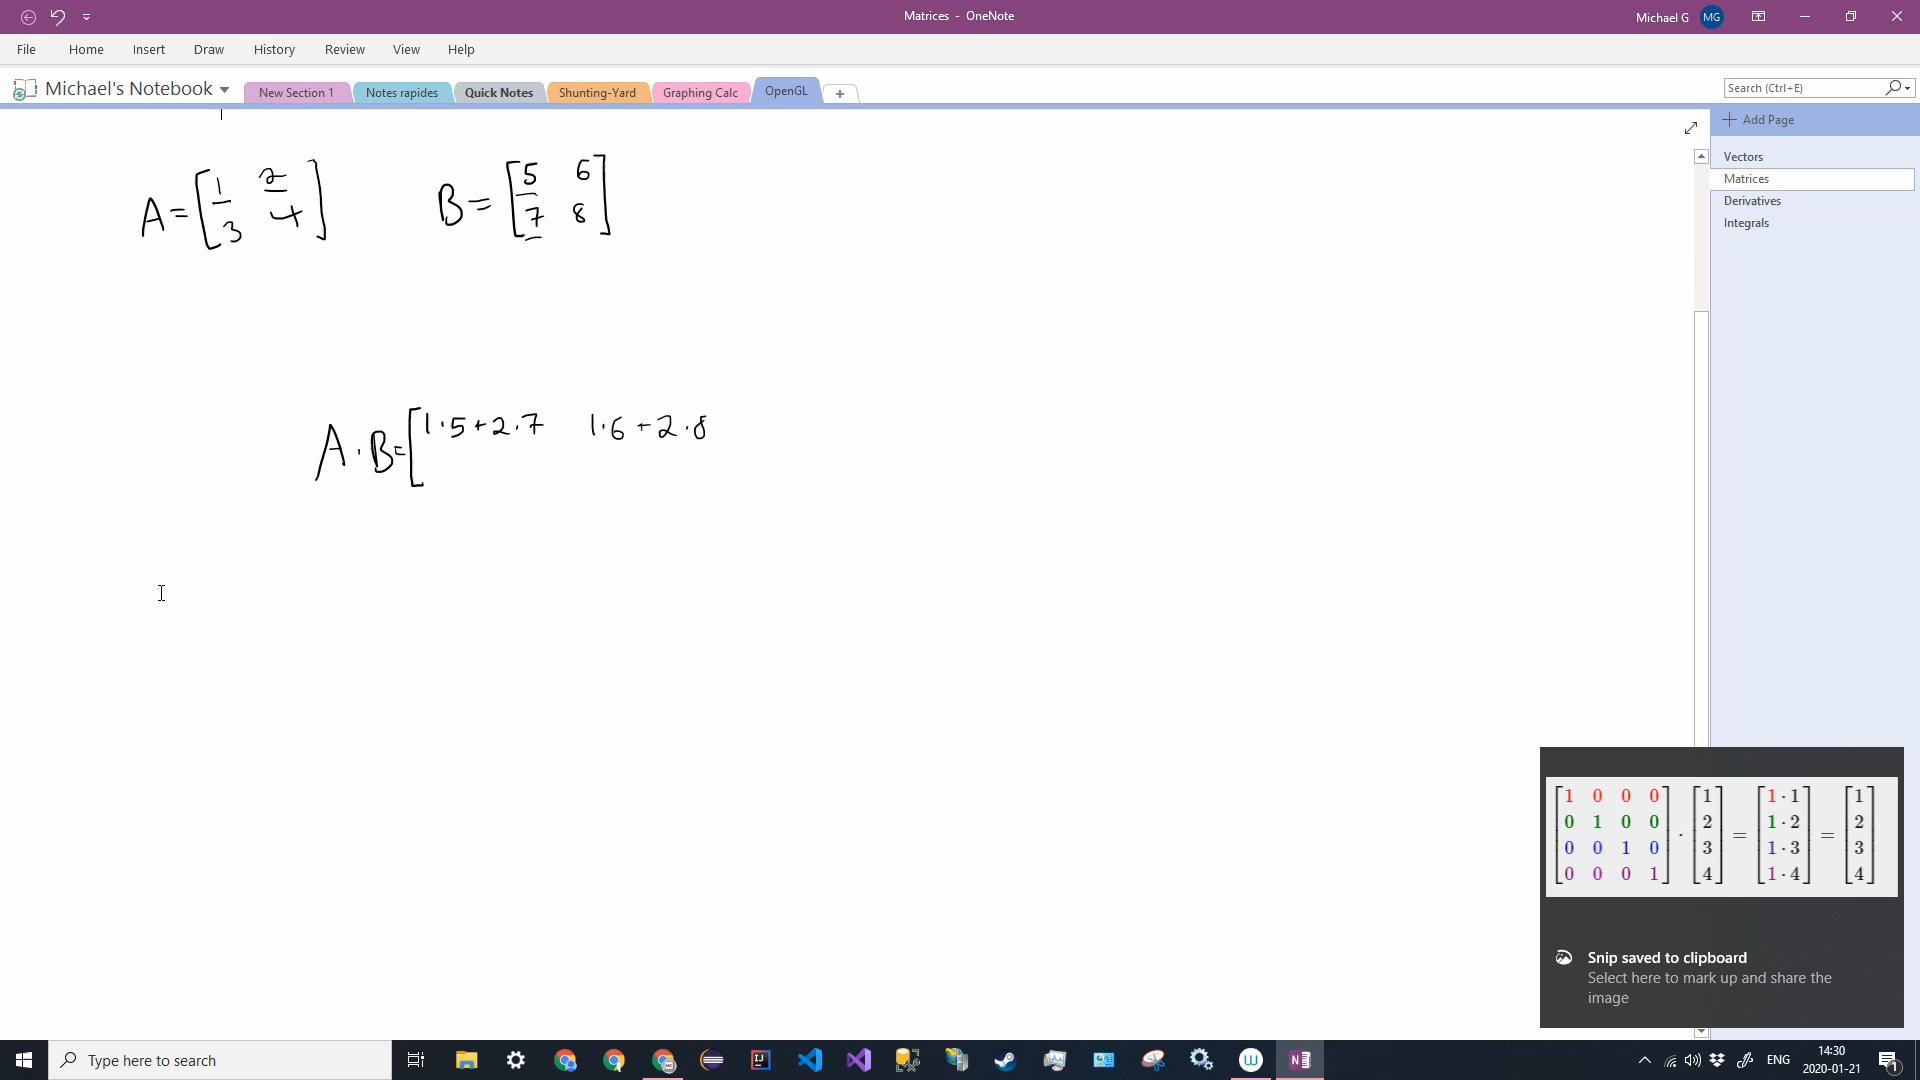 Matrices - OneNote
Michael G MG
File Home Insert Draw History Review View Help
Michael's Notebook New Section 1 Notes rapides Quick Notes Shunting-Yard Graphing Calc OpenGL +
Search (Ctrl+E)
Add Page
Vectors
Matrices
Derivatives
Integrals
A = [ 1 2
3 4 ]
B = [ 5 6
7 8 ]
A · B = [ 1·5+2·7 1·6+2·8
[ 1 0 0 0 ] [ 1 ] [ 1 · 1 ] [ 1 ]
0 1 0 0 2 1 · 2 2
· = =
0 0 1 0 3 1 · 3 3
0 0 0 1 4 1 · 4 4
Snip saved to clipboard
Select here to mark up and share the
image
Type here to search
W
N
ENG
14:30
2020-01-21
1